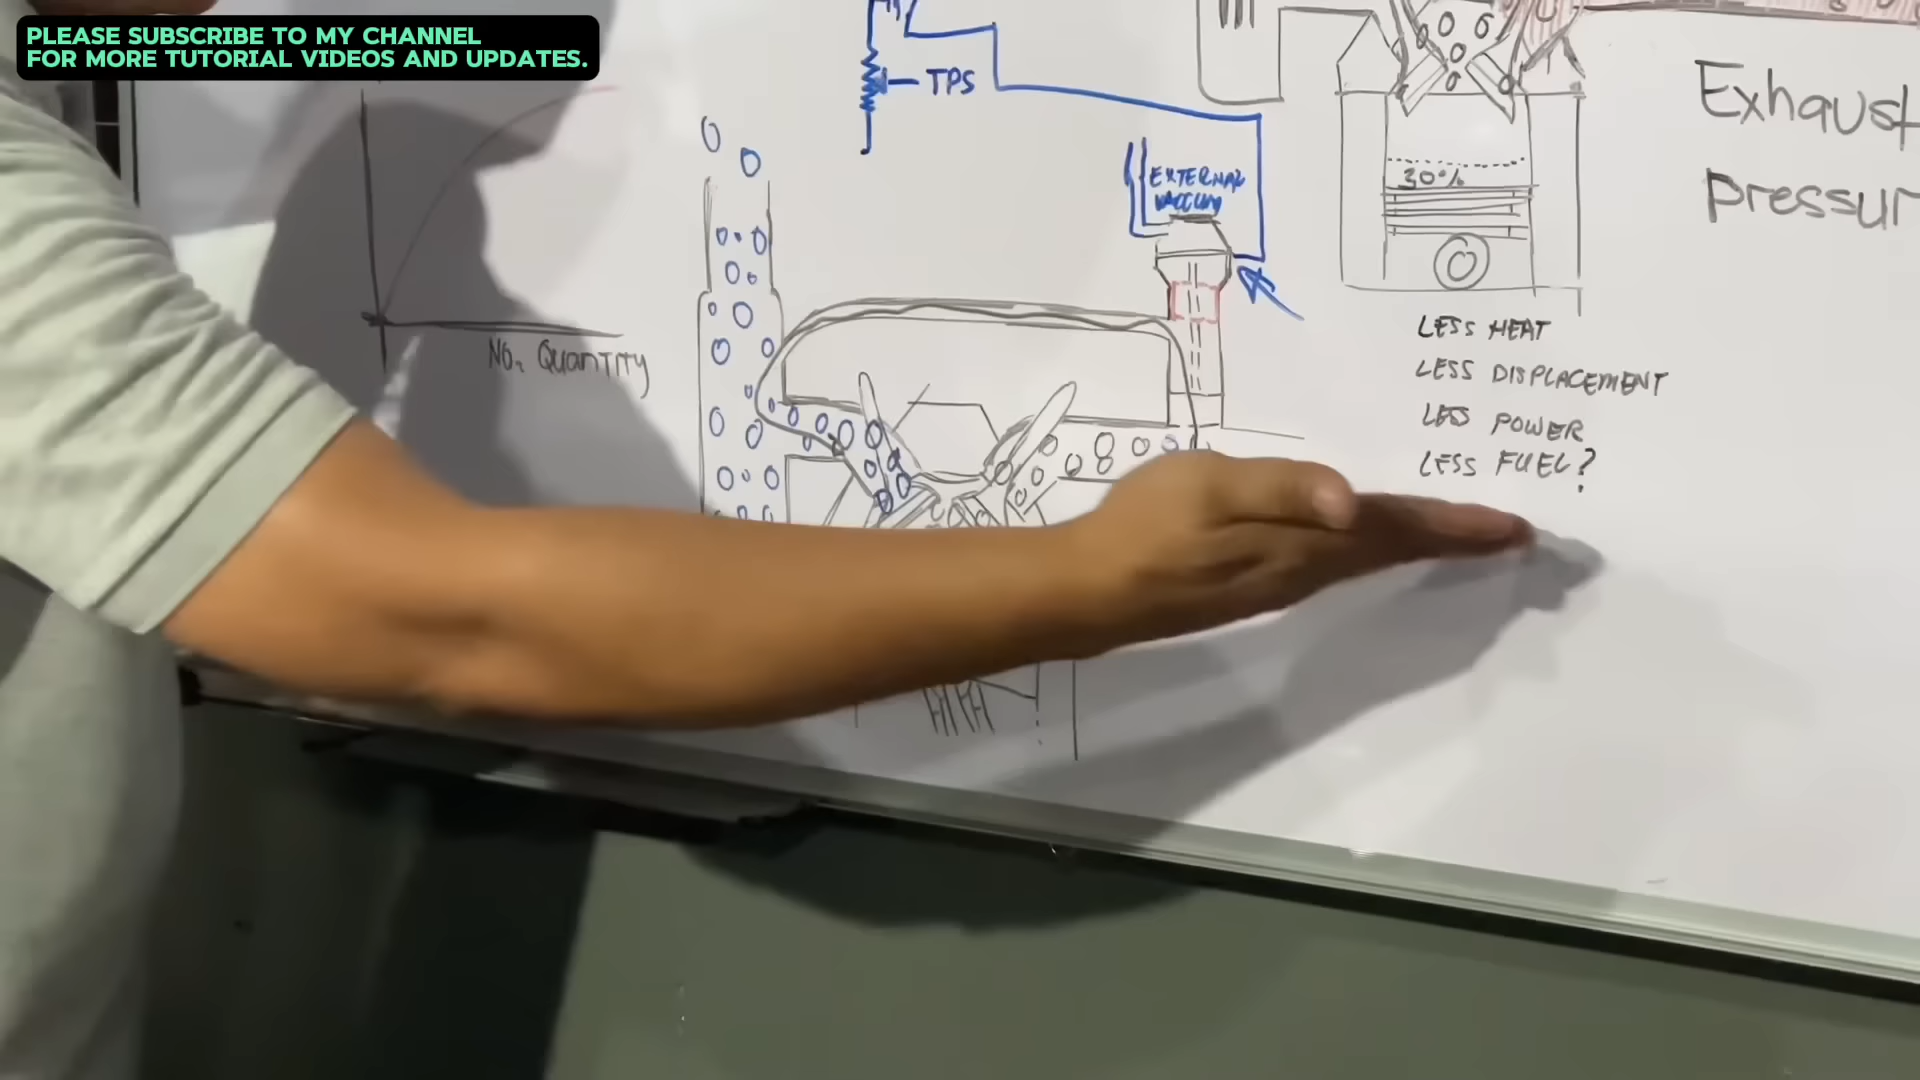 PLEASE SUBSCRIBE TO MY CHANNEL
FOR MORE TUTORIAL VIDEOS AND UPDATES.
TPS
EXTERNAL
VACCUM
30%
Exhaust
pressur
NO. QUANTITY
LESS HEAT
LESS DISPLACEMENT
LESS POWER
LESS FUEL?